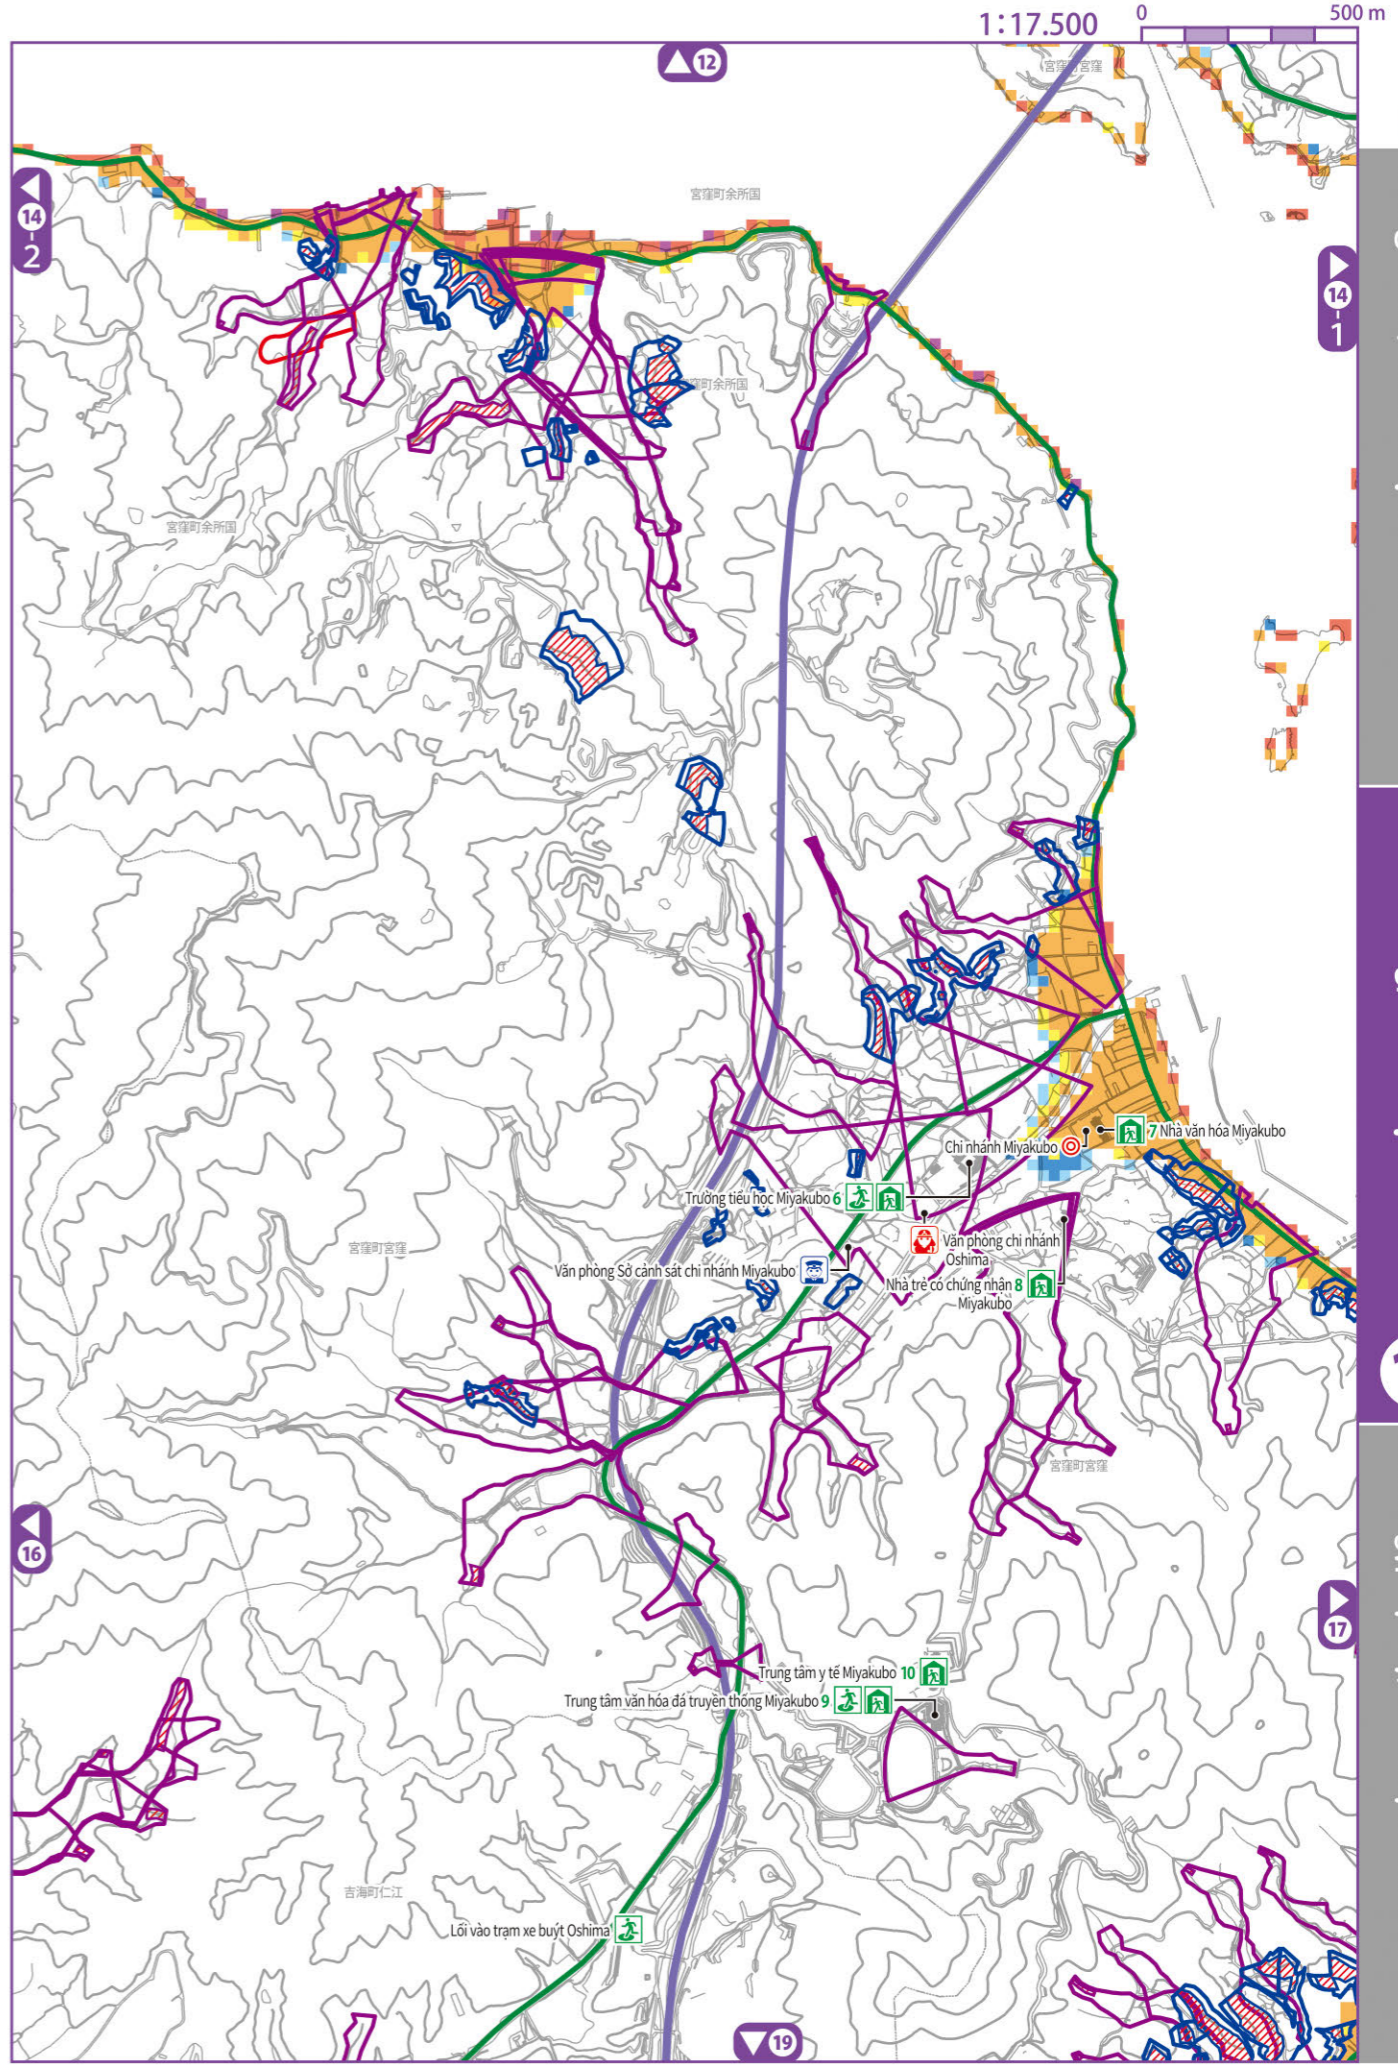 1:17.500
0
500 m
12
宮窪町宮窪
14
-
2
宮窪町余所国
14
-
1
窪町余所国
宮窪町余所国
7 Nhà văn hóa Miyakubo
Chi nhánh Miyakubo
Trường tiểu học Miyakubo 6
Văn phòng chi nhánh
Oshima
宮窪町宮窪
Văn phòng Sở cảnh sát chi nhánh Miyakubo
Nhà trẻ có chứng nhận 8
Miyakubo
宮窪町宮窪
16
17
Trung tâm y tế Miyakubo 10
Trung tâm văn hóa đá truyền thống Miyakubo 9
吉海町仁江
Lối vào trạm xe buýt Oshima
19